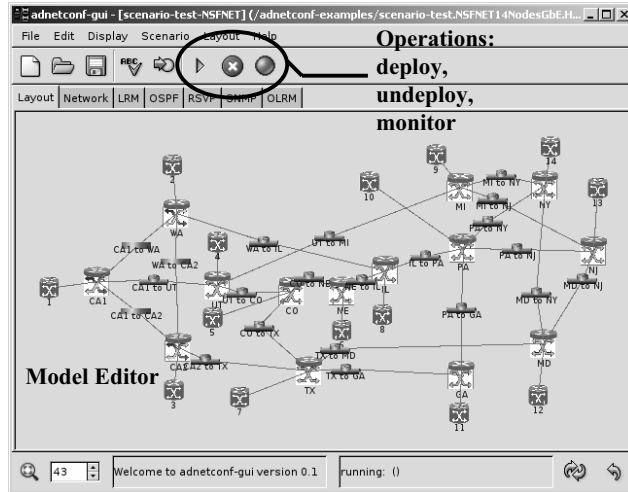 adnetconf-gui - [scenario-test-NSFNET] (/adnetconf-examples/scenario-test.NSFNET14NodesGbE.H...
File Edit Display Scenario Layout Help
Operations:
deploy,
undeploy,
monitor
ABC
Layout Network LRM OSPF RSVP SNMP OLRM
14
9
MI to NY
2
10
MI
NY
13
MI to NJ
WA
PA to NY
4
UT to MI
CA1 to WA
WA to IL
WA to CA2
IL to PA
PA
PA to NJ
NJ
IL
MD to NJ
CA1
CA1 to UT
UT
UT to CO
CO
CO to NE
NE
NE to IL
MD to NY
1
5
8
PA to GA
CA1 to CA2
CO to TX
TX to MD
MD
CA2
CA2 to TX
TX
TX to GA
GA
Model Editor
3
7
11
12
43
Welcome to adnetconf-gui version 0.1
running: ()